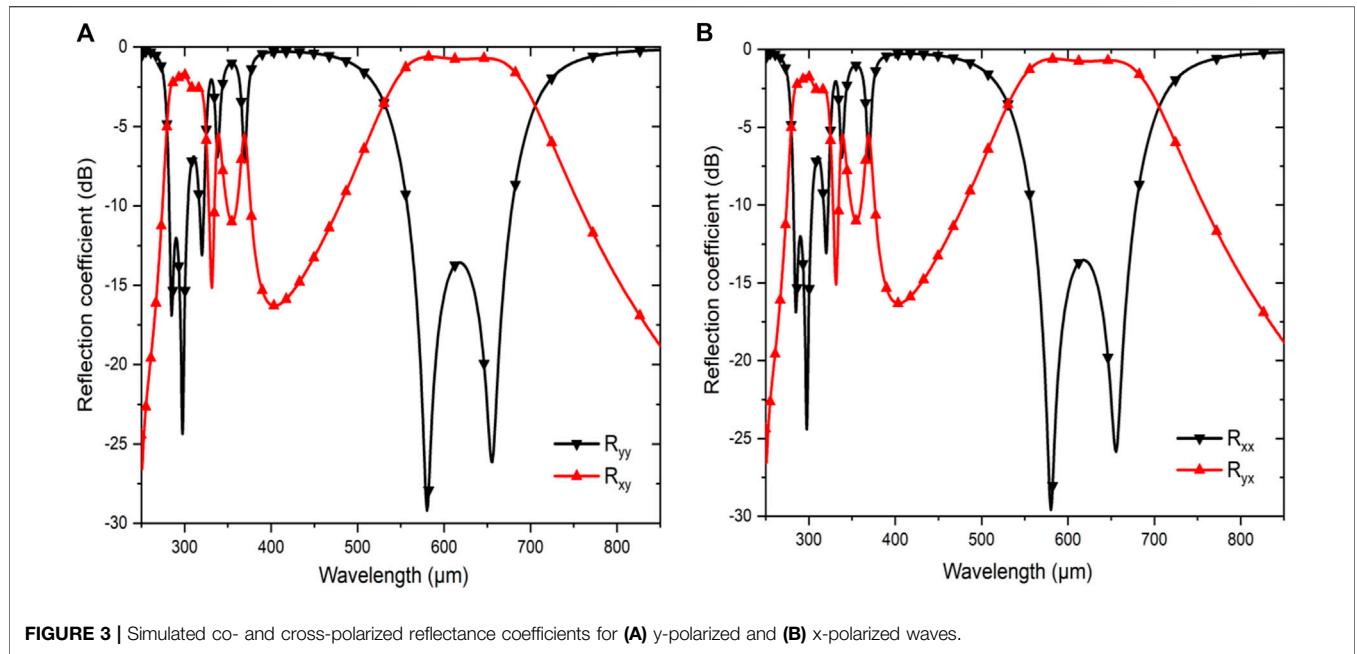 A
B
0
-5
-10
-15
-20
-25
-30
Reflection coefficient (dB)
300 400 500 600 700 800
Wavelength (μm)
R_yy
R_xy
0
-5
-10
-15
-20
-25
-30
Reflection coefficient (dB)
300 400 500 600 700 800
Wavelength (μm)
R_xx
R_yx
FIGURE 3 | Simulated co- and cross-polarized reflectance coefficients for (A) y-polarized and (B) x-polarized waves.